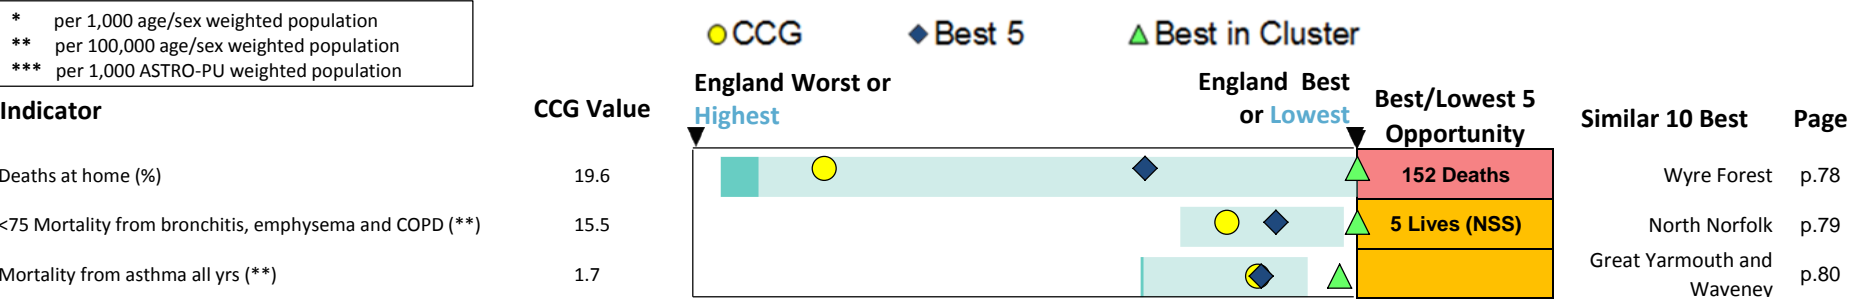 * per 1,000 age/sex weighted population
** per 100,000 age/sex weighted population
*** per 1,000 ASTRO-PU weighted population
CCG Best 5 Best in Cluster
Indicator CCG Value England Worst or Highest England Best or Lowest Best/Lowest 5 Opportunity Similar 10 Best Page
Deaths at home (%) 19.6 152 Deaths Wyre Forest p.78
<75 Mortality from bronchitis, emphysema and COPD (**) 15.5 5 Lives (NSS) North Norfolk p.79
Mortality from asthma all yrs (**) 1.7 Great Yarmouth and Waveney p.80